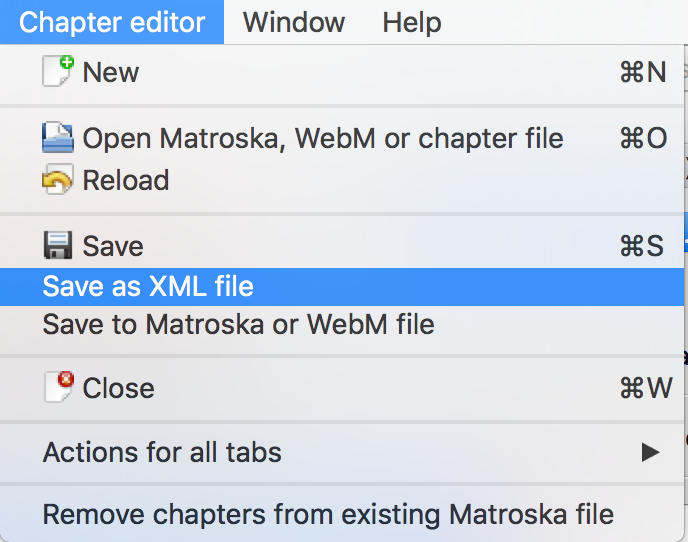 Chapter editor Window Help
New ⌘N
Open Matroska, WebM or chapter file ⌘O
Reload
Save ⌘S
Save as XML file
Save to Matroska or WebM file
Close ⌘W
Actions for all tabs
Remove chapters from existing Matroska file